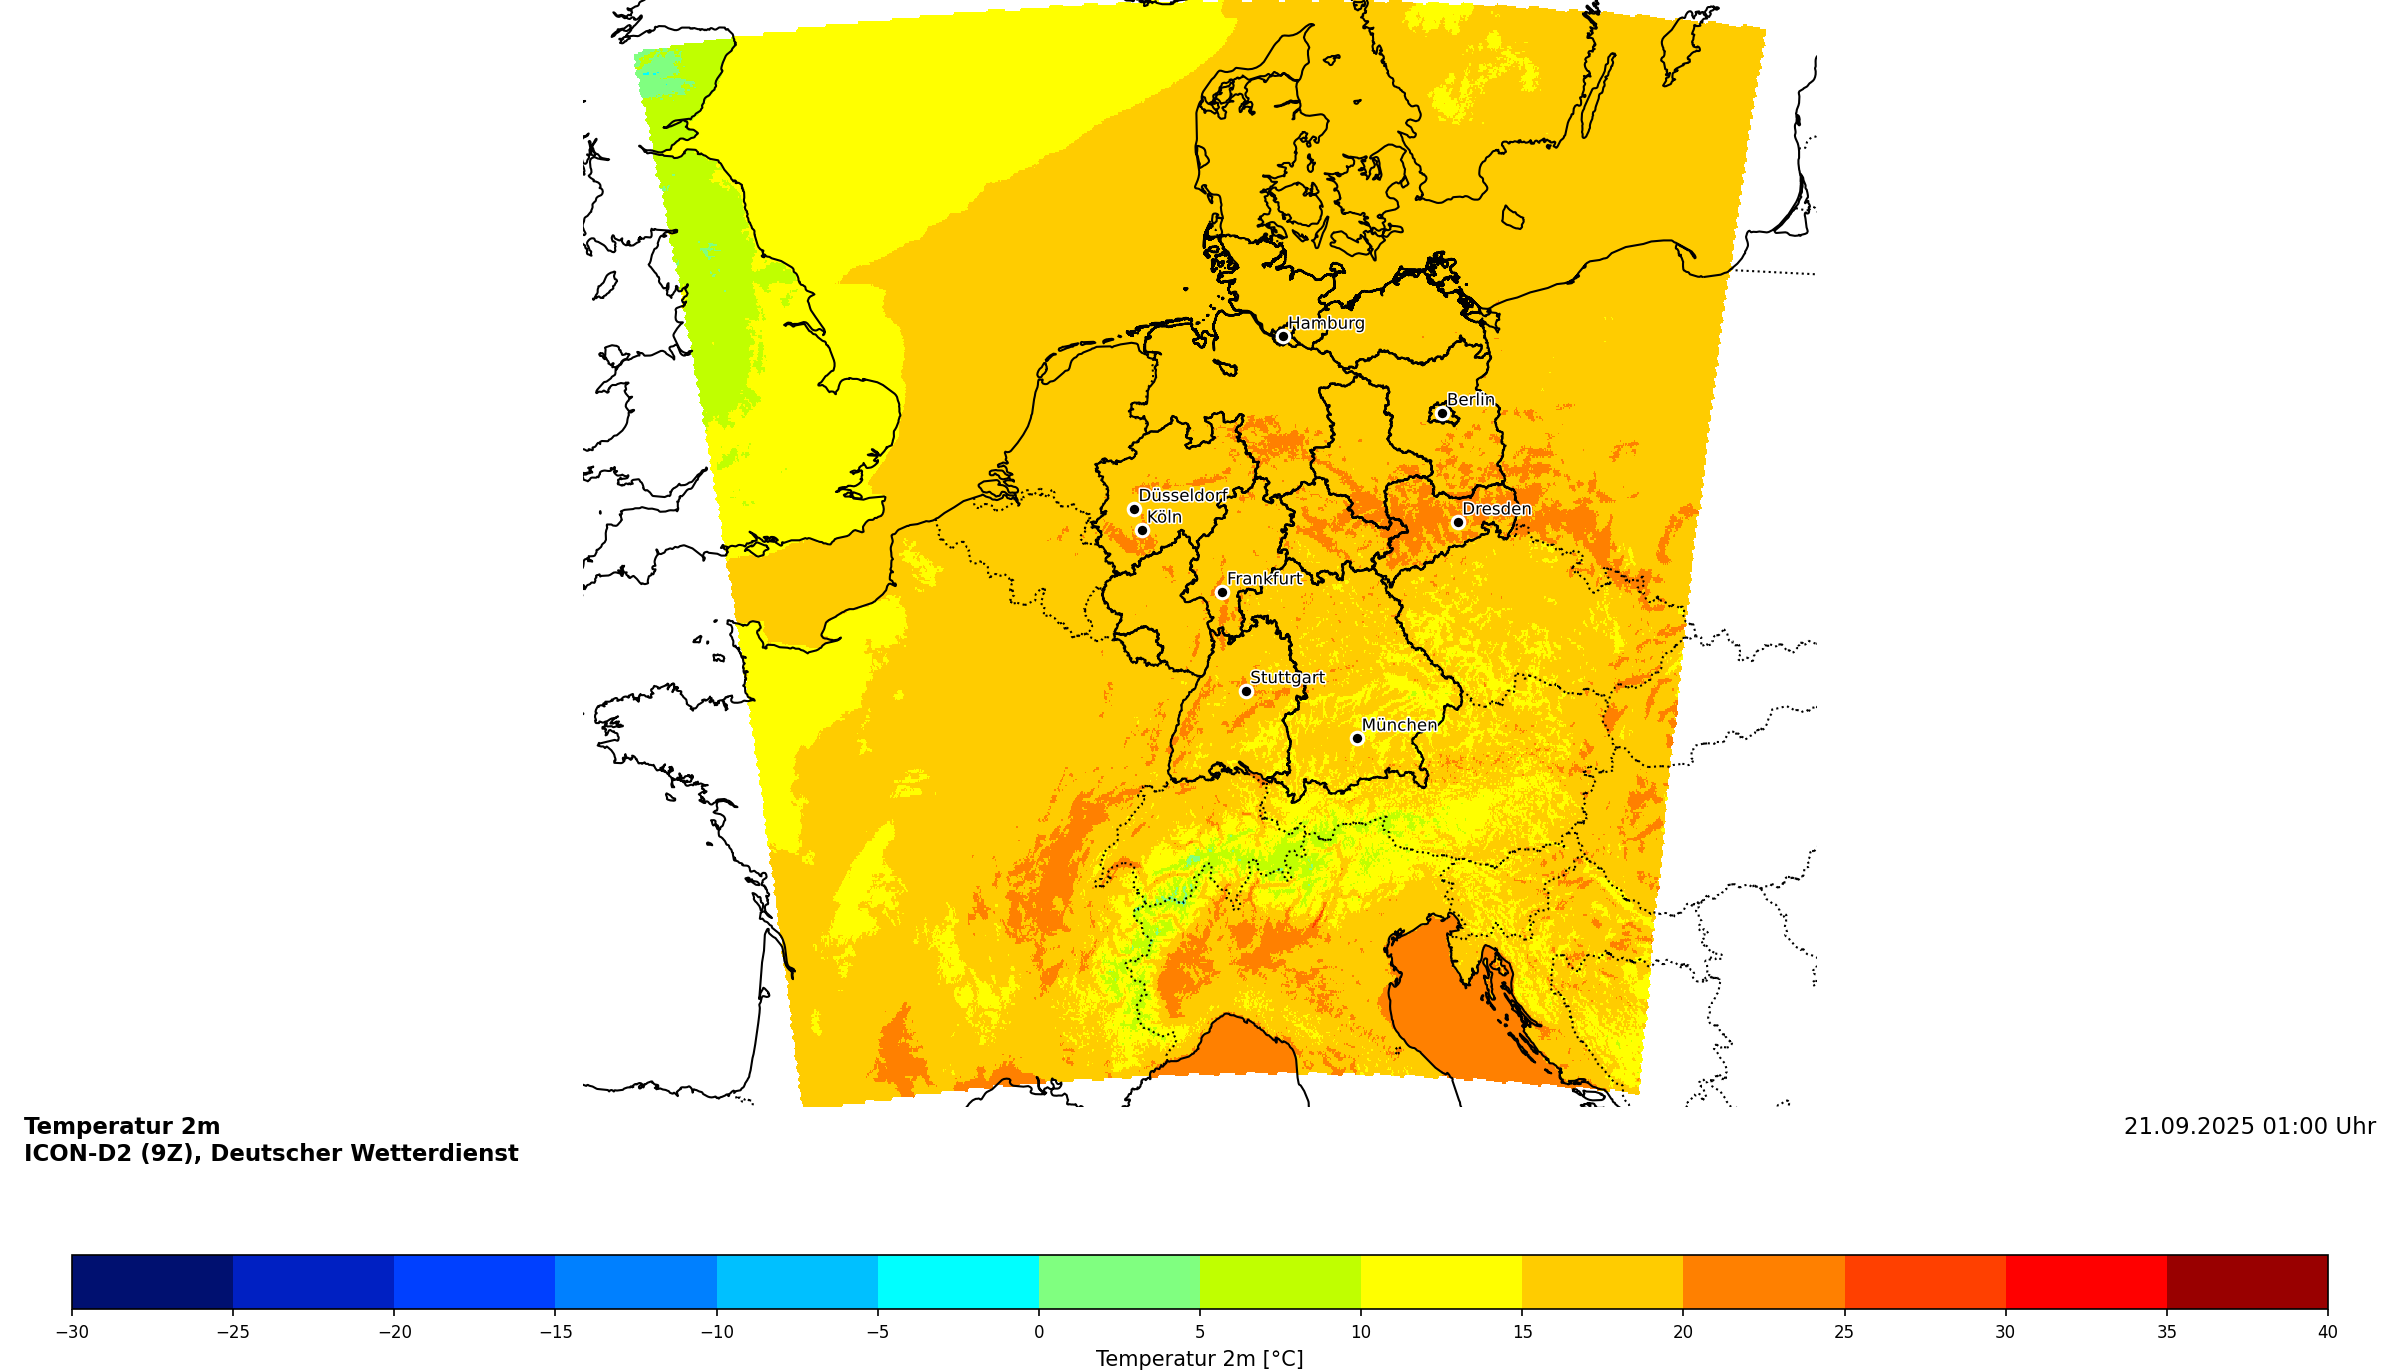 Hamburg
Berlin
Düsseldorf
Köln
Dresden
Frankfurt
Stuttgart
München
Temperatur 2m
ICON-D2 (9Z), Deutscher Wetterdienst
21.09.2025 01:00 Uhr
−30 −25 −20 −15 −10 −5 0 5 10 15 20 25 30 35 40
Temperatur 2m [°C]